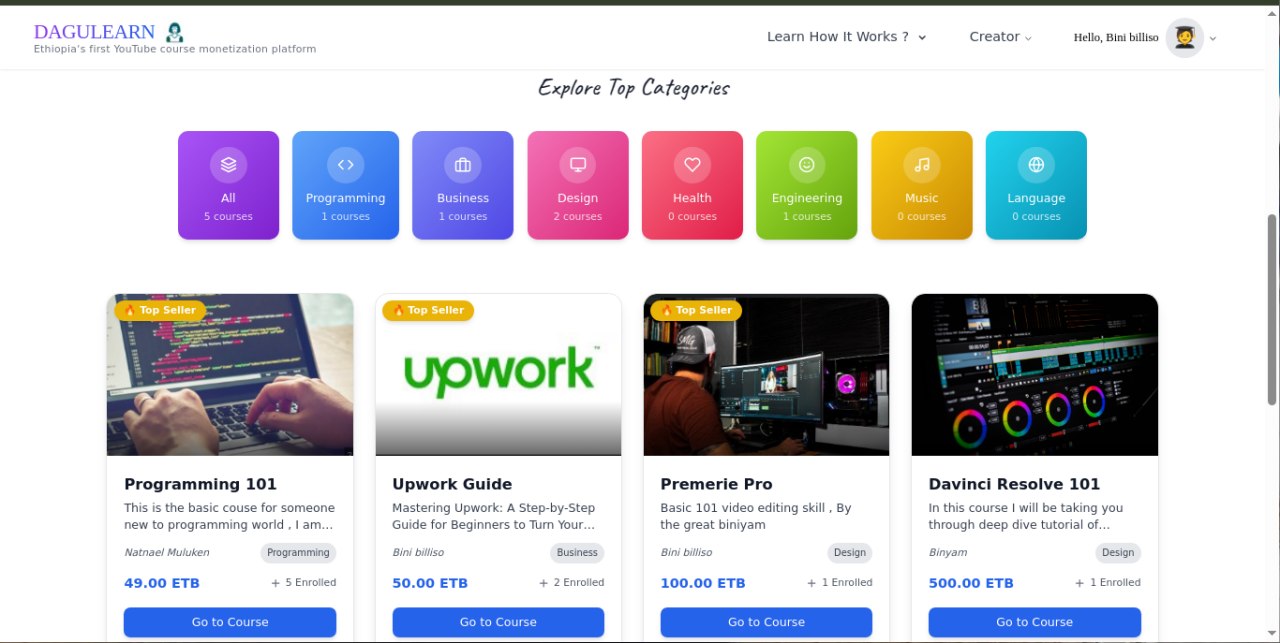 DAGULEARN
Ethiopia's first YouTube course monetization platform
Learn How It Works ?
Creator
Hello, Bini billiso
Explore Top Categories
All
5 courses
Programming
1 courses
Business
1 courses
Design
2 courses
Health
0 courses
Engineering
1 courses
Music
0 courses
Language
0 courses
🔥 Top Seller
Programming 101
This is the basic couse for someone
new to programming world , I am...
Natnael Muluken
Programming
49.00 ETB
+ 5 Enrolled
Go to Course
🔥 Top Seller
upwork™
Upwork Guide
Mastering Upwork: A Step-by-Step
Guide for Beginners to Turn Your...
Bini billiso
Business
50.00 ETB
+ 2 Enrolled
Go to Course
🔥 Top Seller
SMG
Premerie Pro
Basic 101 video editing skill , By
the great biniyam
Bini billiso
Design
100.00 ETB
+ 1 Enrolled
Go to Course
Davinci Resolve 101
In this course I will be taking you
through deep dive tutorial of...
Binyam
Design
500.00 ETB
+ 1 Enrolled
Go to Course